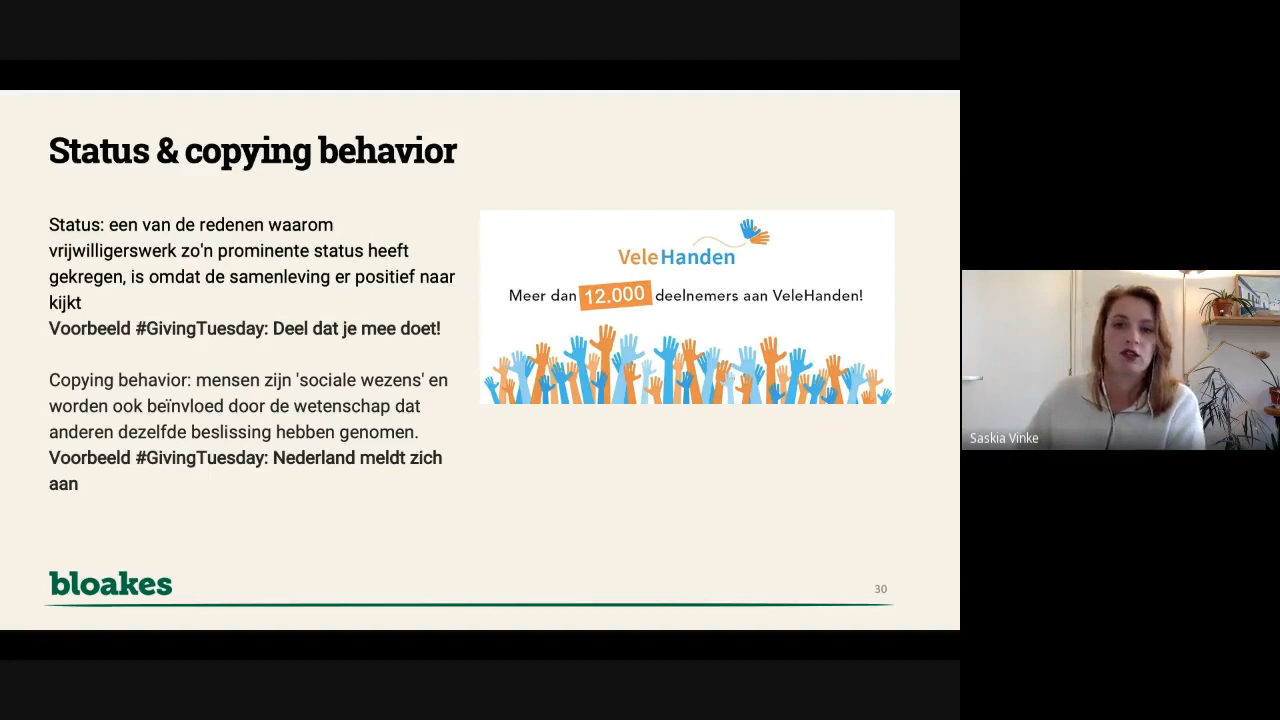 Status & copying behavior
Status: een van de redenen waarom
vrijwilligerswerk zo'n prominente status heeft
gekregen, is omdat de samenleving er positief naar
kijkt
Voorbeeld #GivingTuesday: Deel dat je mee doet!
Copying behavior: mensen zijn 'sociale wezens' en
worden ook beïnvloed door de wetenschap dat
anderen dezelfde beslissing hebben genomen.
Voorbeeld #GivingTuesday: Nederland meldt zich
aan
VeleHanden
Meer dan 12.000 deelnemers aan VeleHanden!
bloakes
30
Saskia Vinke